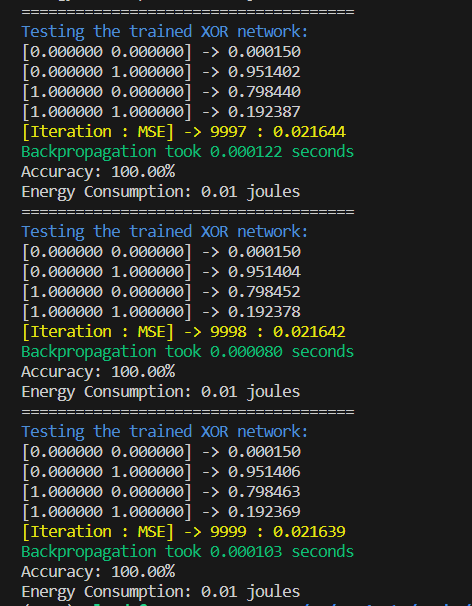 =====================================
Testing the trained XOR network:
[0.000000 0.000000] -> 0.000150
[0.000000 1.000000] -> 0.951402
[1.000000 0.000000] -> 0.798440
[1.000000 1.000000] -> 0.192387
[Iteration : MSE] -> 9997 : 0.021644
Backpropagation took 0.000122 seconds
Accuracy: 100.00%
Energy Consumption: 0.01 joules
=====================================
Testing the trained XOR network:
[0.000000 0.000000] -> 0.000150
[0.000000 1.000000] -> 0.951404
[1.000000 0.000000] -> 0.798452
[1.000000 1.000000] -> 0.192378
[Iteration : MSE] -> 9998 : 0.021642
Backpropagation took 0.000080 seconds
Accuracy: 100.00%
Energy Consumption: 0.01 joules
=====================================
Testing the trained XOR network:
[0.000000 0.000000] -> 0.000150
[0.000000 1.000000] -> 0.951406
[1.000000 0.000000] -> 0.798463
[1.000000 1.000000] -> 0.192369
[Iteration : MSE] -> 9999 : 0.021639
Backpropagation took 0.000103 seconds
Accuracy: 100.00%
Energy Consumption: 0.01 joules